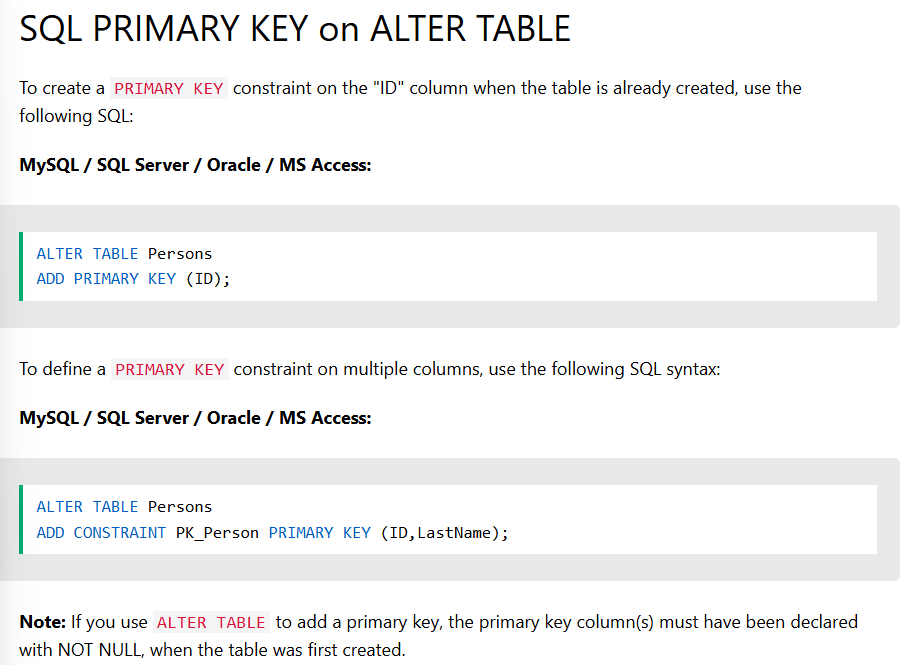 SQL PRIMARY KEY on ALTER TABLE
To create a PRIMARY KEY constraint on the "ID" column when the table is already created, use the
following SQL:
MySQL / SQL Server / Oracle / MS Access:
ALTER TABLE Persons
ADD PRIMARY KEY (ID);
To define a PRIMARY KEY constraint on multiple columns, use the following SQL syntax:
MySQL / SQL Server / Oracle / MS Access:
ALTER TABLE Persons
ADD CONSTRAINT PK_Person PRIMARY KEY (ID,LastName);
Note: If you use ALTER TABLE to add a primary key, the primary key column(s) must have been declared
with NOT NULL, when the table was first created.